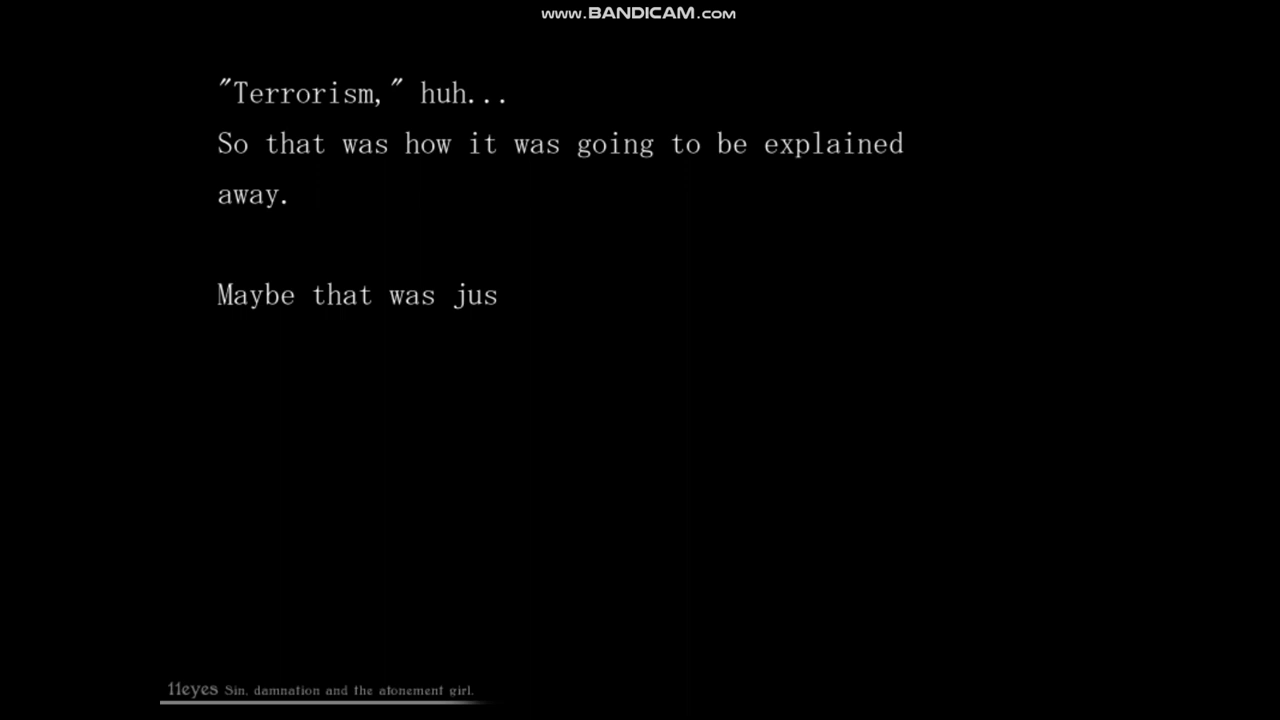 www.BANDICAM.com
"Terrorism," huh...
So that was how it was going to be explained
away.
Maybe that was jus
11eyes Sin, damnation and the atonement girl.